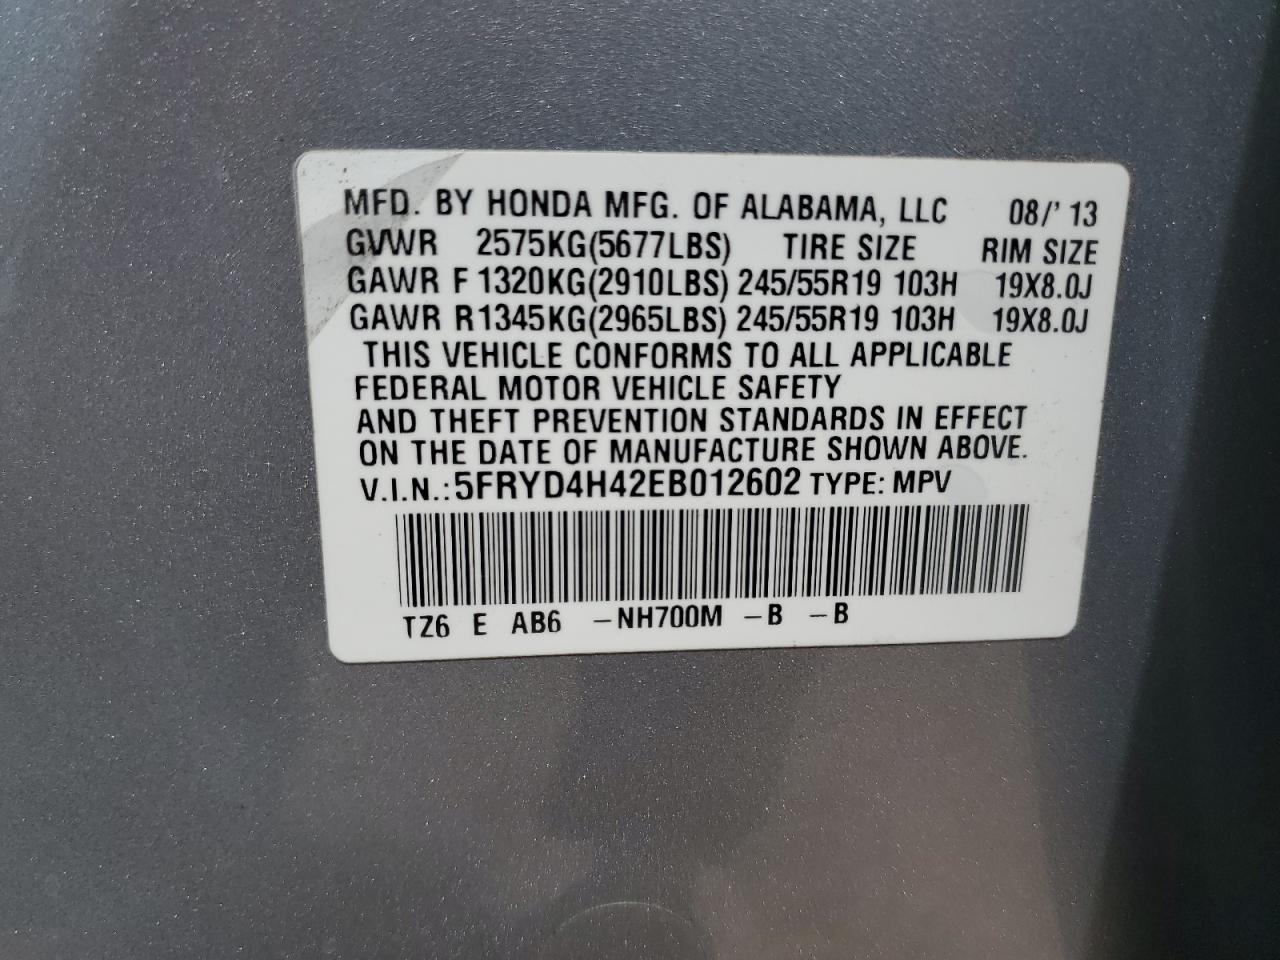 MFD. BY HONDA MFG. OF ALABAMA, LLC 08/'13
GVWR 2575KG(5677LBS) TIRE SIZE RIM SIZE
GAWR F 1320KG(2910LBS) 245/55R19 103H 19X8.0J
GAWR R 1345KG(2965LBS) 245/55R19 103H 19X8.0J
THIS VEHICLE CONFORMS TO ALL APPLICABLE
FEDERAL MOTOR VEHICLE SAFETY
AND THEFT PREVENTION STANDARDS IN EFFECT
ON THE DATE OF MANUFACTURE SHOWN ABOVE.
V.I.N.: 5FRYD4H42EB012602 TYPE: MPV
TZ6 E AB6 –NH700M –B –B